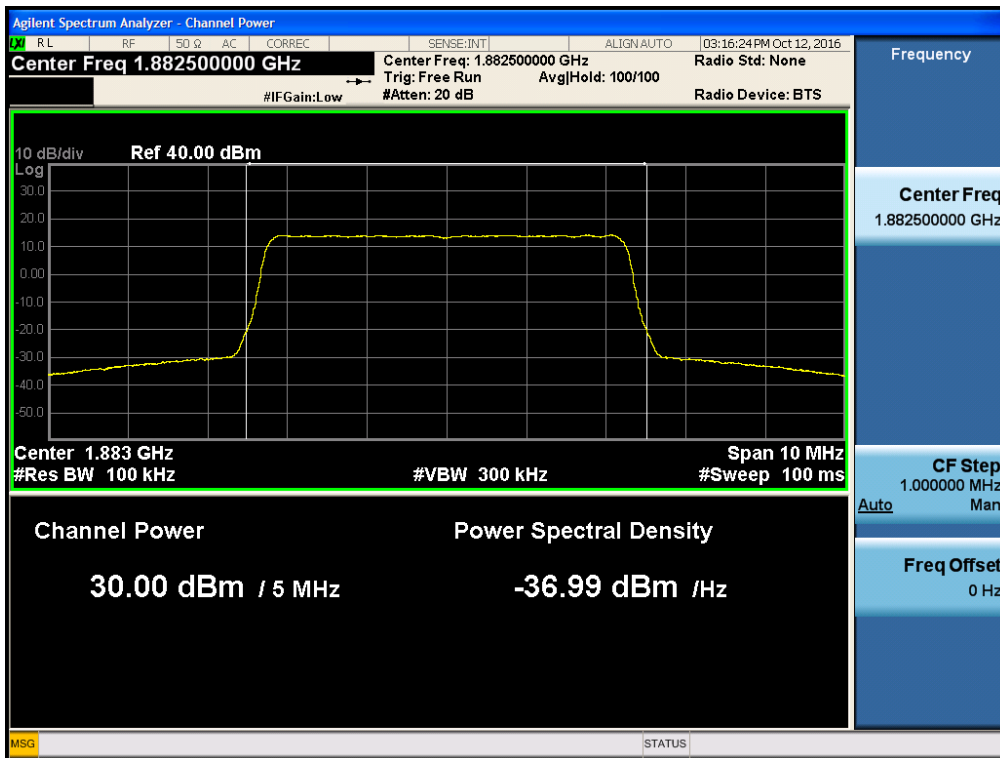 Agilent Spectrum Analyzer - Channel Power
LXI RL RF 50 Ω AC CORREC SENSE:INT ALIGNAUTO 03:16:24 PM Oct 12, 2016
Center Freq 1.882500000 GHz
Center Freq: 1.882500000 GHz
Radio Std: None
Trig: Free Run Avg|Hold: 100/100
#IFGain:Low
#Atten: 20 dB
Radio Device: BTS
10 dB/div Ref 40.00 dBm
Log
30.0
20.0
10.0
0.00
-10.0
-20.0
-30.0
-40.0
-50.0
Center 1.883 GHz Span 10 MHz
#Res BW 100 kHz #VBW 300 kHz #Sweep 100 ms
Channel Power Power Spectral Density
30.00 dBm / 5 MHz -36.99 dBm /Hz
Frequency
Center Freq
1.882500000 GHz
CF Step
1.000000 MHz
Auto Man
Freq Offset
0 Hz
MSG STATUS